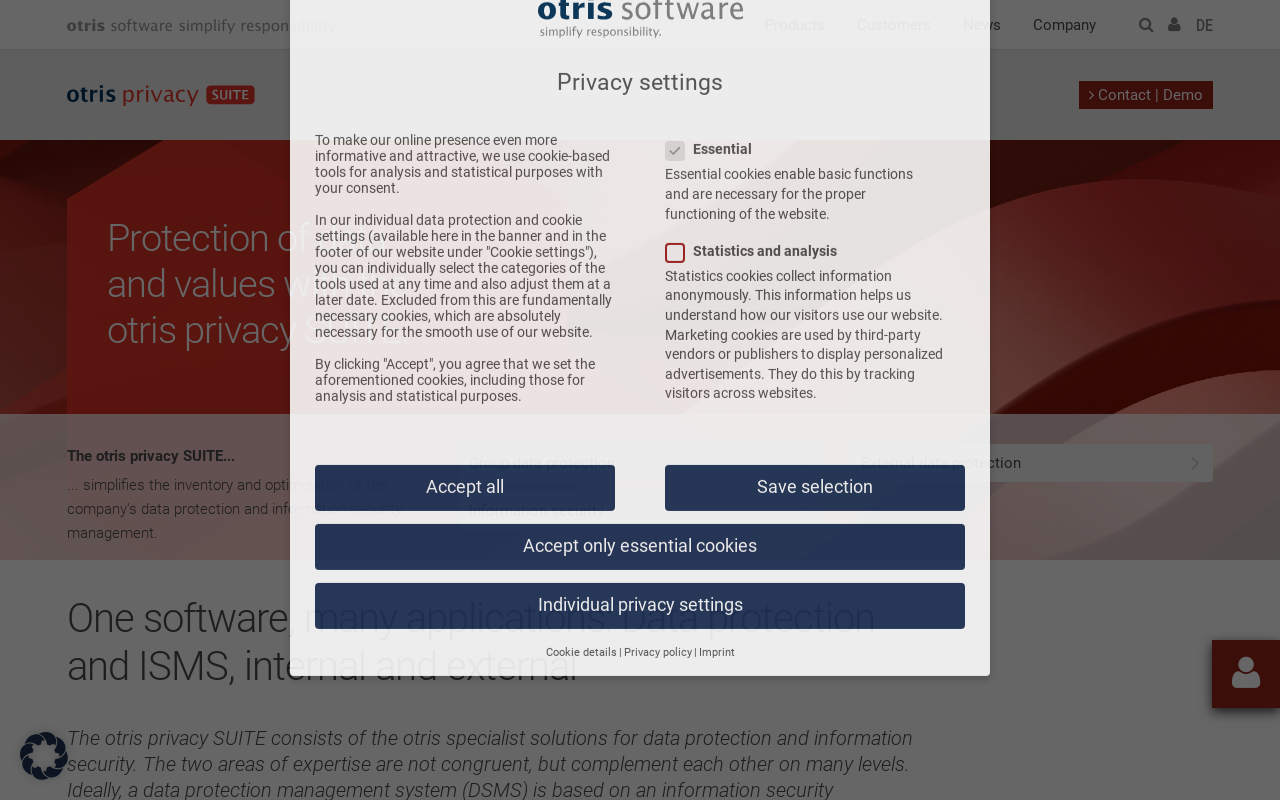 otris software simplify responsibility.
otris software
simplify responsibility.
Products
Customers
News
Company
DE
otris privacy SUITE
Contact | Demo
Privacy settings
To make our online presence even more
informative and attractive, we use cookie-based
tools for analysis and statistical purposes with
your consent.
In our individual data protection and cookie
settings (available here in the banner and in the
footer of our website under "Cookie settings"),
you can individually select the categories of the
tools used at any time and also adjust them at a
later date. Excluded from this are fundamentally
necessary cookies, which are absolutely
necessary for the smooth use of our website.
By clicking "Accept", you agree that we set the
aforementioned cookies, including those for
analysis and statistical purposes.
Essential
Essential cookies enable basic functions
and are necessary for the proper
functioning of the website.
Statistics and analysis
Statistics cookies collect information
anonymously. This information helps us
understand how our visitors use our website.
Marketing cookies are used by third-party
vendors or publishers to display personalized
advertisements. They do this by tracking
visitors across websites.
Accept all
Save selection
Accept only essential cookies
Individual privacy settings
Cookie details | Privacy policy | Imprint
Protection of
and values
otris privacy
The otris privacy SUITE...
... simplifies the inventory and optimization of the
company's data protection and information security
management.
Group data protection
External data protection
Information security
One software, many applications: Data protection
and ISMS, internal and external
The otris privacy SUITE consists of the otris specialist solutions for data protection and information
security. The two areas of expertise are not congruent, but complement each other on many levels.
Ideally, a data protection management system (DSMS) is based on an information security